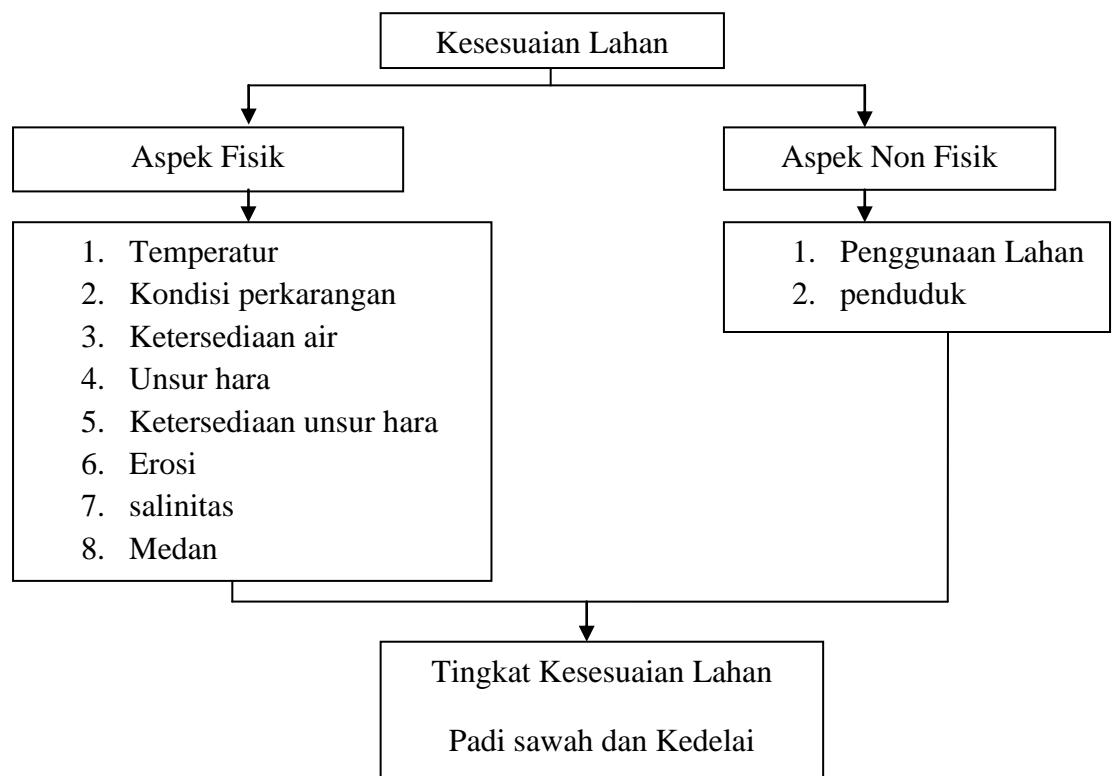 Kesesuaian Lahan
Aspek Fisik
Aspek Non Fisik
1. Temperatur
2. Kondisi perkarangan
3. Ketersediaan air
4. Unsur hara
5. Ketersediaan unsur hara
6. Erosi
7. salinitas
8. Medan
1. Penggunaan Lahan
2. penduduk
Tingkat Kesesuaian Lahan
Padi sawah dan Kedelai